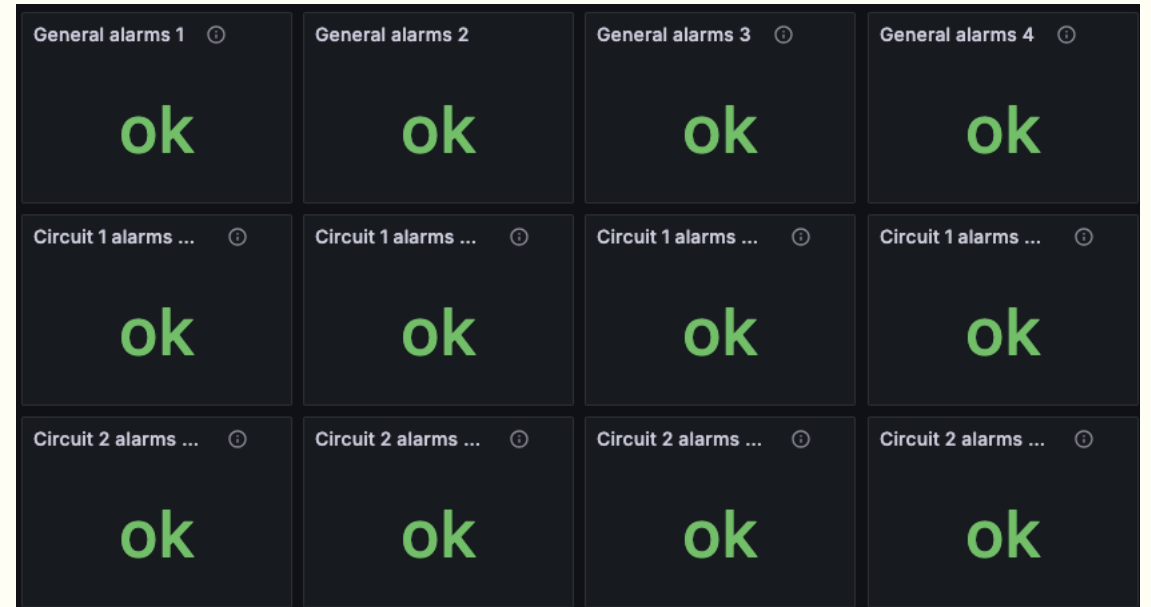 General alarms 1
General alarms 2
General alarms 3
General alarms 4
ok
ok
ok
ok
Circuit 1 alarms ...
Circuit 1 alarms ...
Circuit 1 alarms ...
Circuit 1 alarms ...
ok
ok
ok
ok
Circuit 2 alarms ...
Circuit 2 alarms ...
Circuit 2 alarms ...
Circuit 2 alarms ...
ok
ok
ok
ok